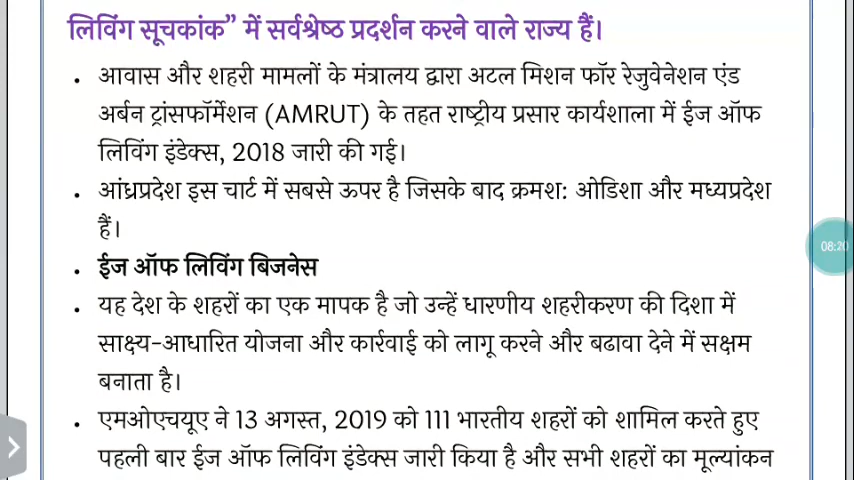 लिविंग सूचकांक” में सर्वश्रेष्ठ प्रदर्शन करने वाले राज्य हैं।
• आवास और शहरी मामलों के मंत्रालय द्वारा अटल मिशन फॉर रेजुवेनेशन एंड
अर्बन ट्रांसफॉर्मेशन (AMRUT) के तहत राष्ट्रीय प्रसार कार्यशाला में ईज ऑफ
लिविंग इंडेक्स, 2018 जारी की गई।
• आंध्रप्रदेश इस चार्ट में सबसे ऊपर है जिसके बाद क्रमश: ओडिशा और मध्यप्रदेश
हैं।
08:20
• ईज ऑफ लिविंग बिजनेस
• यह देश के शहरों का एक मापक है जो उन्हें धारणीय शहरीकरण की दिशा में
साक्ष्य-आधारित योजना और कार्रवाई को लागू करने और बढावा देने में सक्षम
बनाता है।
• एमओएचयूए ने 13 अगस्त, 2019 को 111 भारतीय शहरों को शामिल करते हुए
पहली बार ईज ऑफ लिविंग इंडेक्स जारी किया है और सभी शहरों का मूल्यांकन